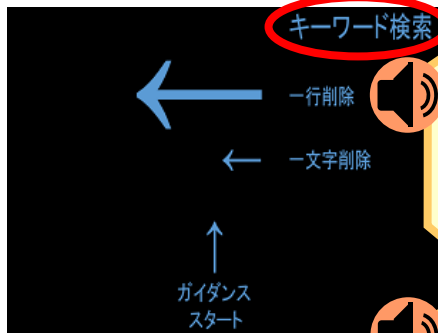 キーワード検索
一行削除
一文字削除
ガイダンス
スタート